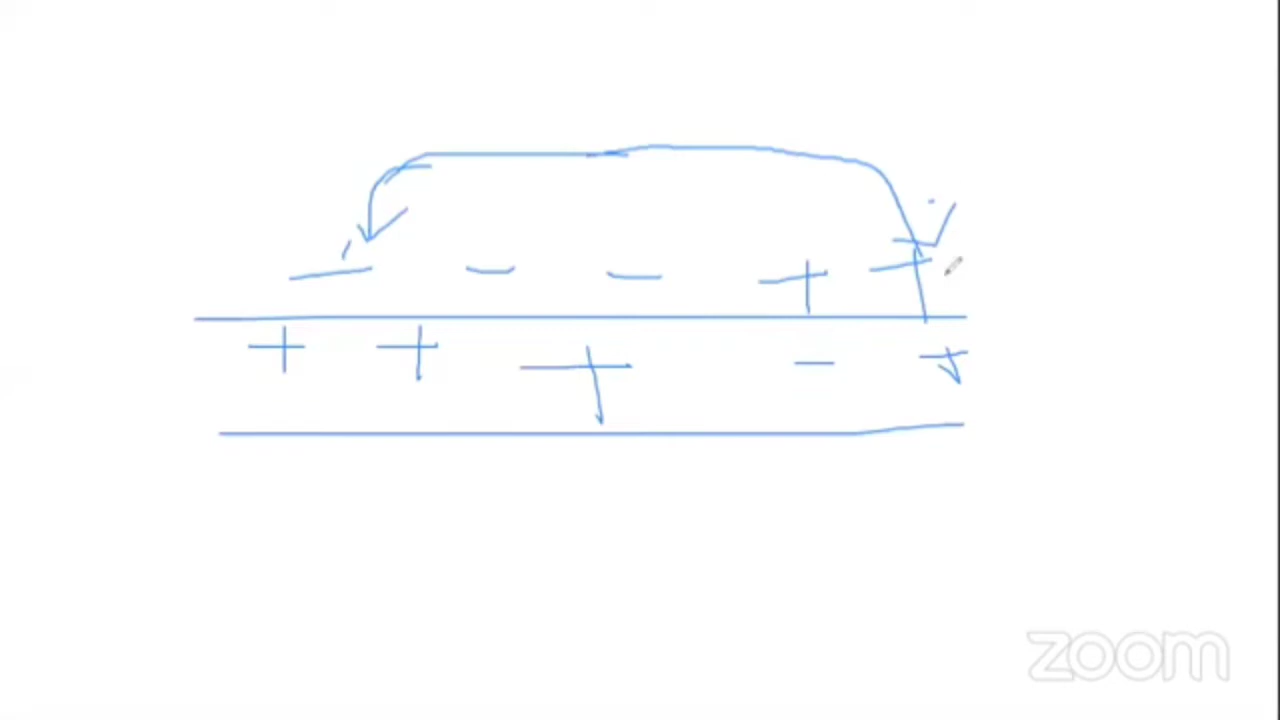 - - - + +
+ + + - +
zoom